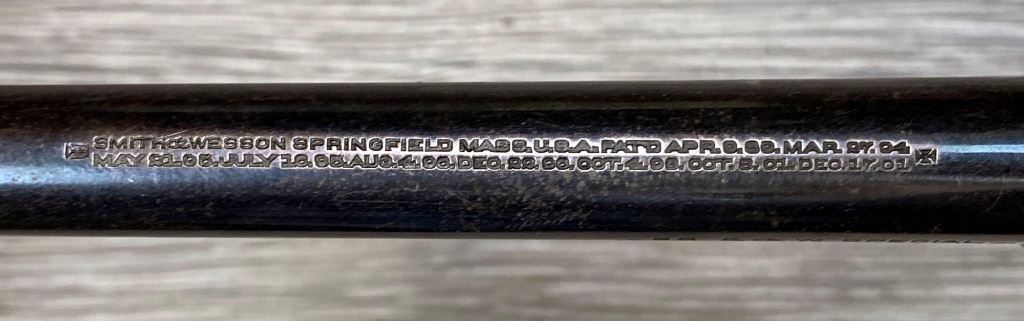 SMITH & WESSON SPRINGFIELD MASS. U.S.A. PAT'D APR. 9. 89. MAR. 27. 94.
MAY 21. 95. JULY 16. 95. AUG. 4. 96. DEC. 22. 96. OCT. 4. 98. OCT 8. 01. DEC. 17. 01
SPECIAL